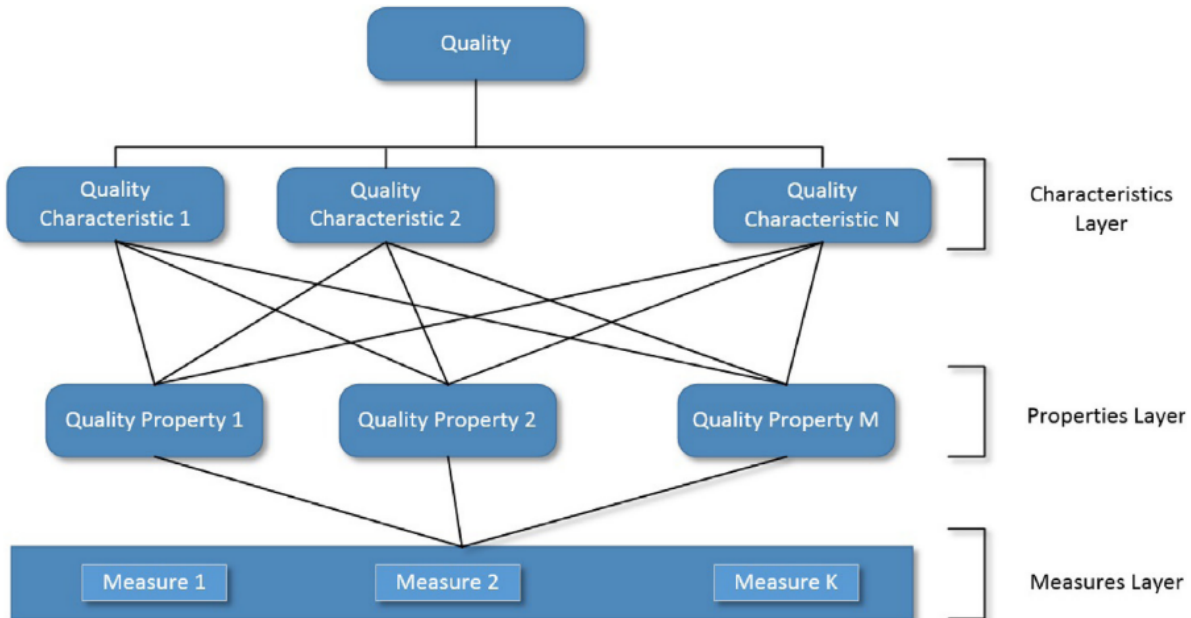 Quality
Quality
Characteristic 1
Quality
Characteristic 2
Quality
Characteristic N
Characteristics
Layer
Quality Property 1
Quality Property 2
Quality Property M
Properties Layer
Measure 1
Measure 2
Measure K
Measures Layer